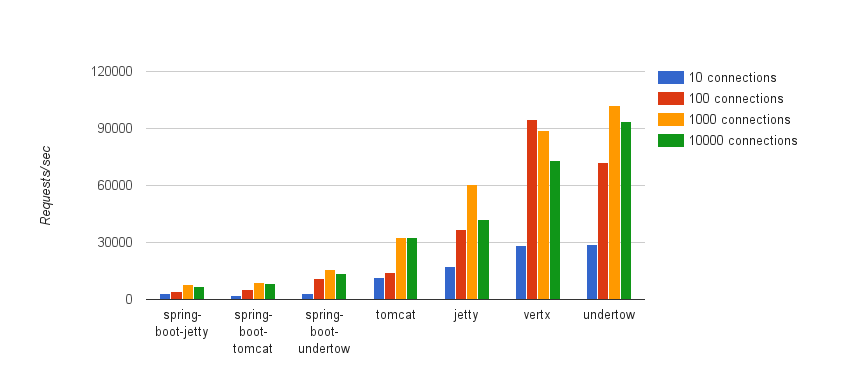 120000
90000
60000
30000
0
Requests/sec
spring-
boot-jetty
spring-
boot-
tomcat
spring-
boot-
undertow
tomcat
jetty
vertx
undertow
10 connections
100 connections
1000 connections
10000 connections